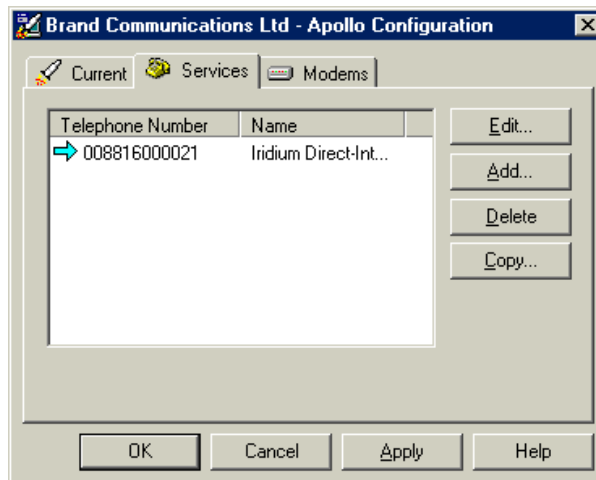 Brand Communications Ltd - Apollo Configuration
Current Services Modems
Telephone Number Name
008816000021 Iridium Direct-Int...
Edit...
Add...
Delete
Copy...
OK Cancel Apply Help